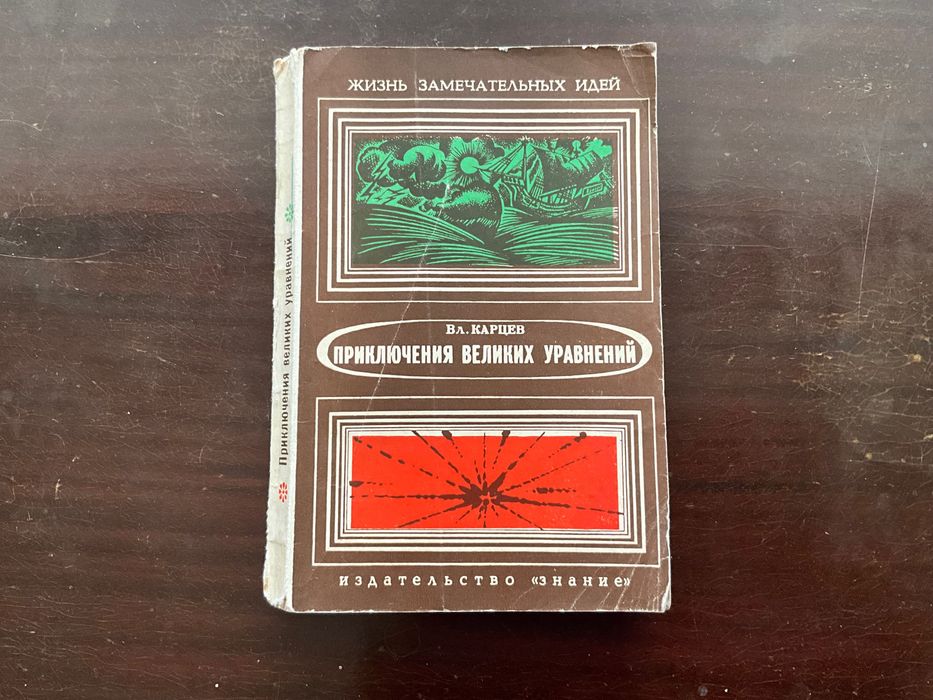 ЖИЗНЬ ЗАМЕЧАТЕЛЬНЫХ ИДЕЙ
Вл. КАРЦЕВ
ПРИКЛЮЧЕНИЯ ВЕЛИКИХ УРАВНЕНИЙ
ИЗДАТЕЛЬСТВО «ЗНАНИЕ»
Приключения великих уравнений